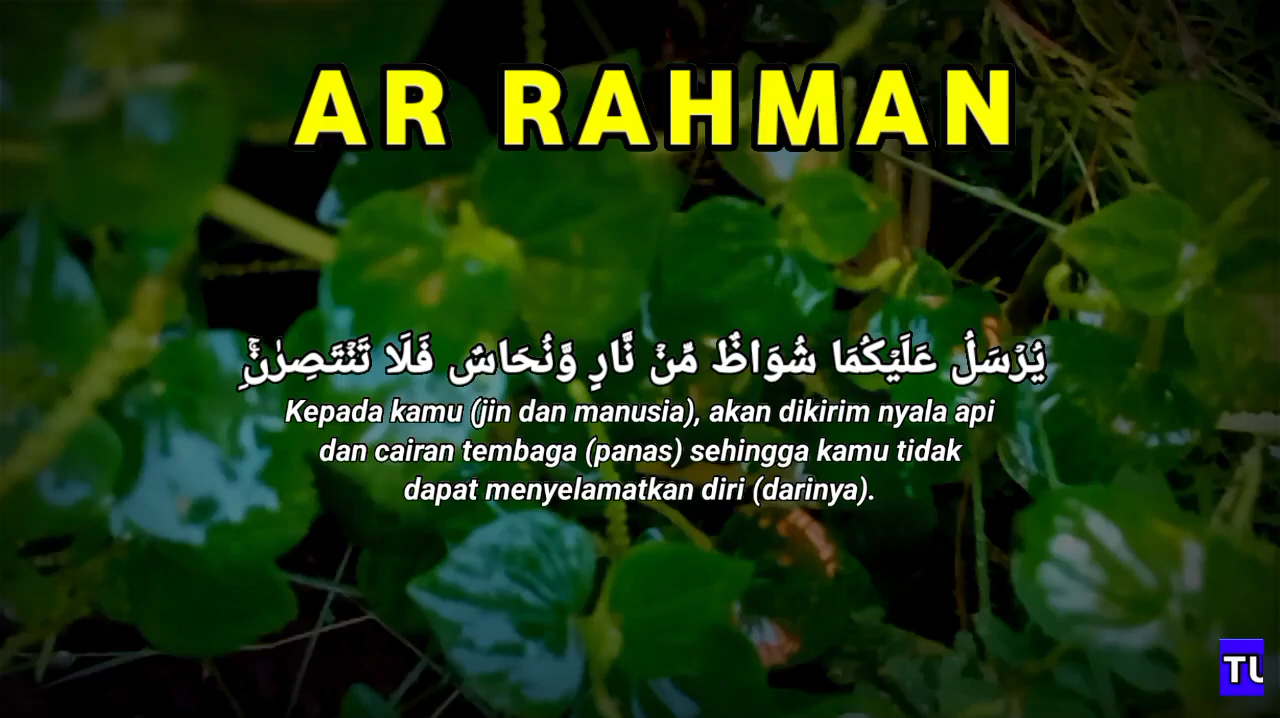 AR RAHMAN
يُرْسَلُ عَلَيْكُمَا شُوَاظٌ مِّنْ نَّارٍ وَّنُحَاسٌ فَلَا تَنْتَصِرٰنِۚ
Kepada kamu (jin dan manusia), akan dikirim nyala api
dan cairan tembaga (panas) sehingga kamu tidak
dapat menyelamatkan diri (darinya).